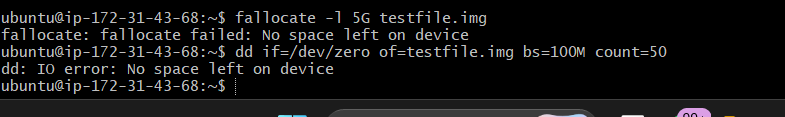 ubuntu@ip-172-31-43-68:~$ fallocate -l 5G testfile.img
fallocate: fallocate failed: No space left on device
ubuntu@ip-172-31-43-68:~$ dd if=/dev/zero of=testfile.img bs=100M count=50
dd: IO error: No space left on device
ubuntu@ip-172-31-43-68:~$